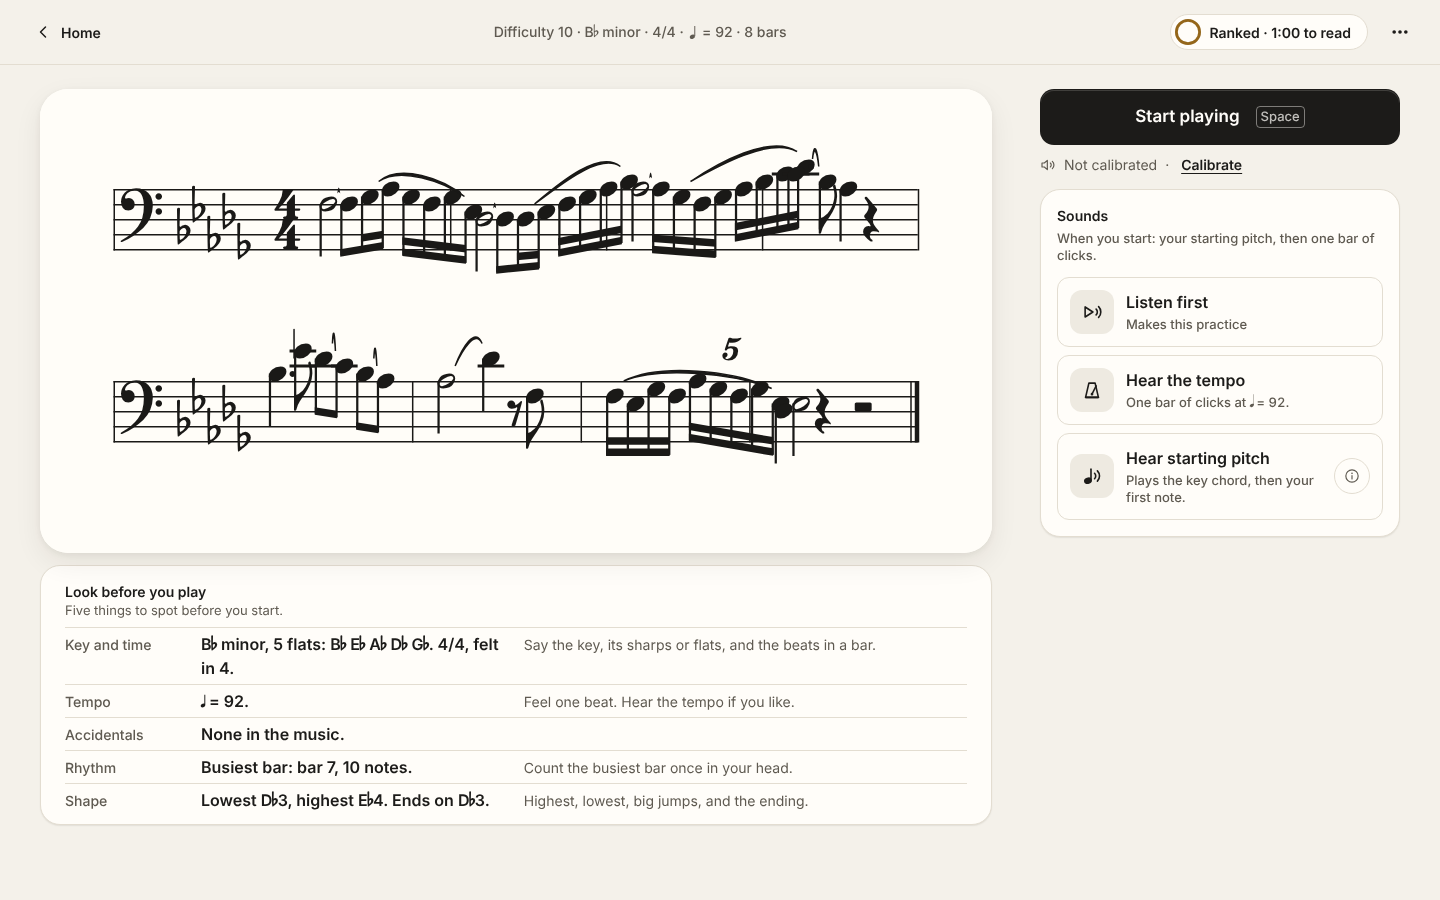 Home
Difficulty 10 · B♭ minor · 4/4 · ♩ = 92 · 8 bars
Ranked · 1:00 to read
Start playing Space
Not calibrated · Calibrate
Sounds
When you start: your starting pitch, then one bar of
clicks.
Listen first
Makes this practice
Hear the tempo
One bar of clicks at ♩ = 92.
Hear starting pitch
Plays the key chord, then your
first note.
4
4
5
Look before you play
Five things to spot before you start.
Key and time
B♭ minor, 5 flats: B♭ E♭ A♭ D♭ G♭. 4/4, felt
in 4.
Say the key, its sharps or flats, and the beats in a bar.
Tempo
♩ = 92.
Feel one beat. Hear the tempo if you like.
Accidentals
None in the music.
Rhythm
Busiest bar: bar 7, 10 notes.
Count the busiest bar once in your head.
Shape
Lowest D♭3, highest E♭4. Ends on D♭3.
Highest, lowest, big jumps, and the ending.